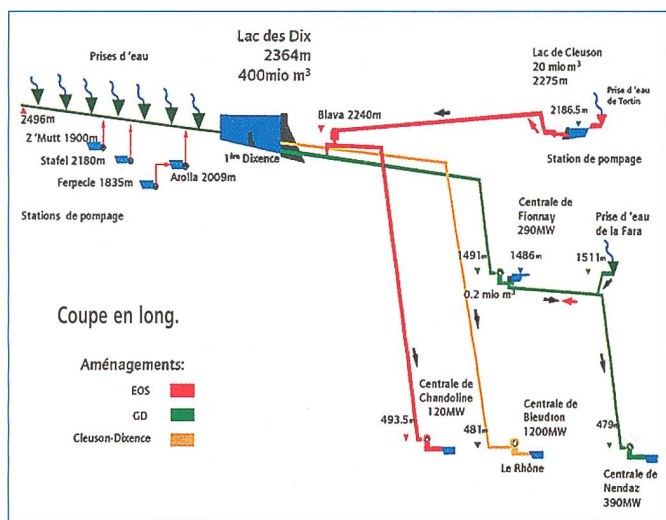 Lac des Dix
2364m
400mio m³
Prises d'eau
2496m
Z'Mutt 1900m
Stafel 2180m
Ferpecle 1835m
Arolla 2009m
1ère Dixence
Stations de pompage
Blava 2240m
Lac de Cleuson
20 mio m³
2275m
2186.5m
Prise d'eau
de Tortin
Station de pompage
Centrale de
Fionnay
290MW
1491m
1486m
0.2 mio m³
Prise d'eau
de la Fara
1511m
Coupe en long.
Aménagements:
EOS
GD
Cleuson-Dixence
Centrale de
Chandoline
120MW
493.5m
Centrale de
Bieudron
1200MW
481m
Le Rhône
479m
Centrale de
Nendaz
390MW